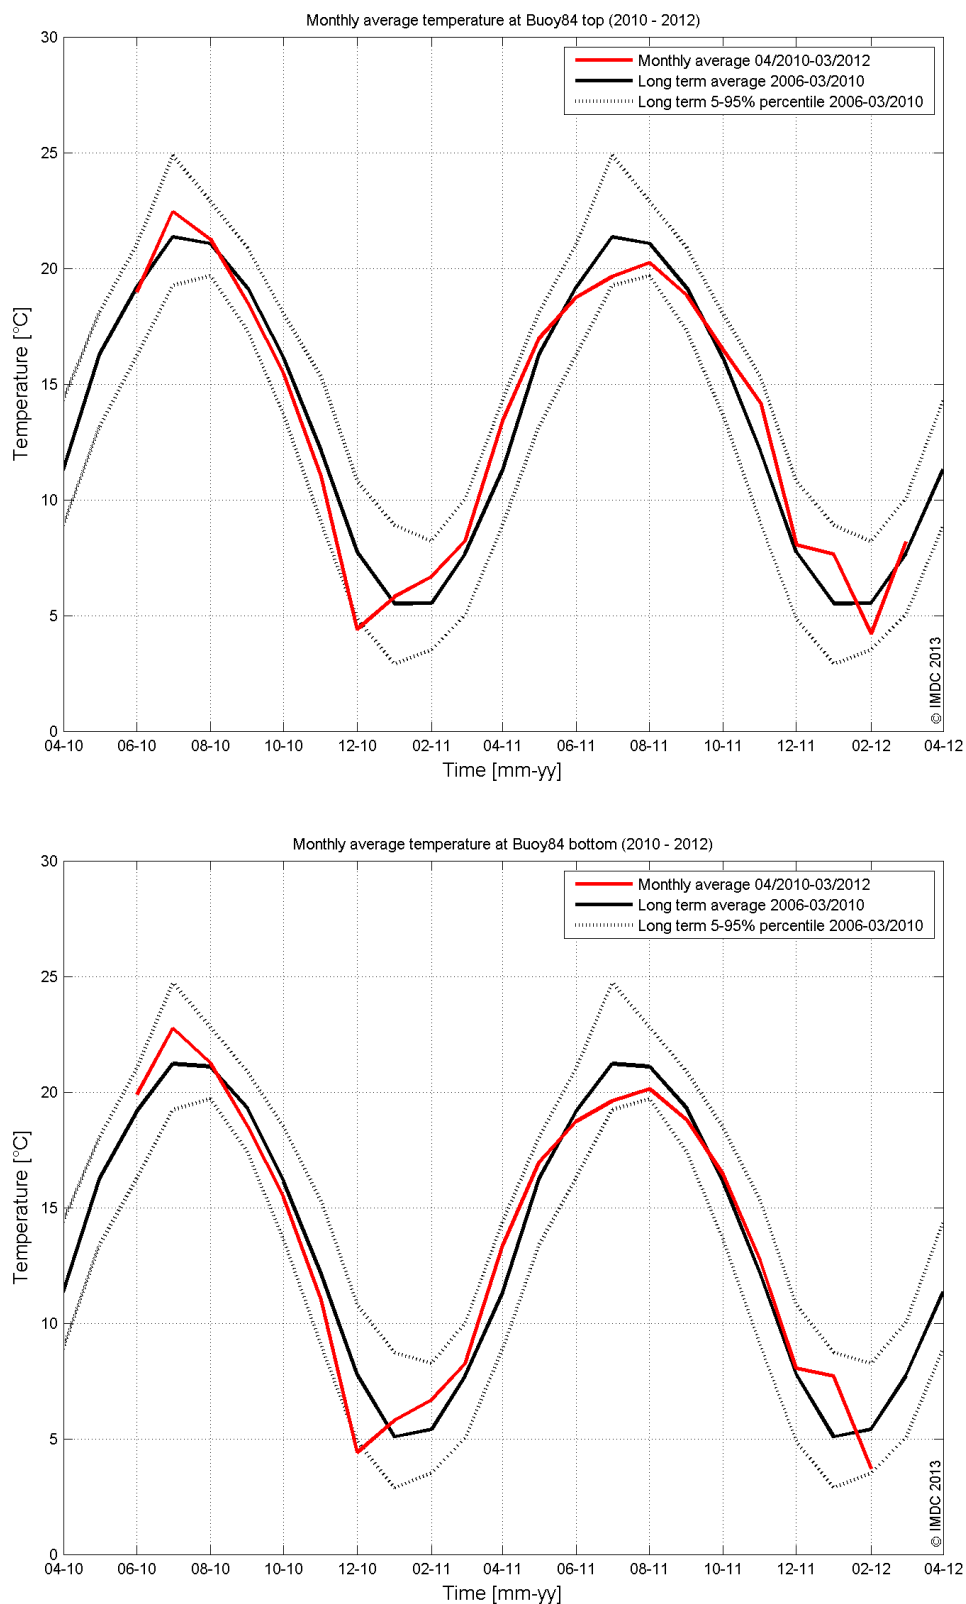 Monthly average temperature at Buoy84 top (2010 - 2012)
Monthly average 04/2010-03/2012
Long term average 2006-03/2010
Long term 5-95% percentile 2006-03/2010
30
25
20
15
10
5
0
Temperature [°C]
© IMDC 2013
04-10 06-10 08-10 10-10 12-10 02-11 04-11 06-11 08-11 10-11 12-11 02-12 04-12
Time [mm-yy]
Monthly average temperature at Buoy84 bottom (2010 - 2012)
Monthly average 04/2010-03/2012
Long term average 2006-03/2010
Long term 5-95% percentile 2006-03/2010
30
25
20
15
10
5
0
Temperature [°C]
© IMDC 2013
04-10 06-10 08-10 10-10 12-10 02-11 04-11 06-11 08-11 10-11 12-11 02-12 04-12
Time [mm-yy]